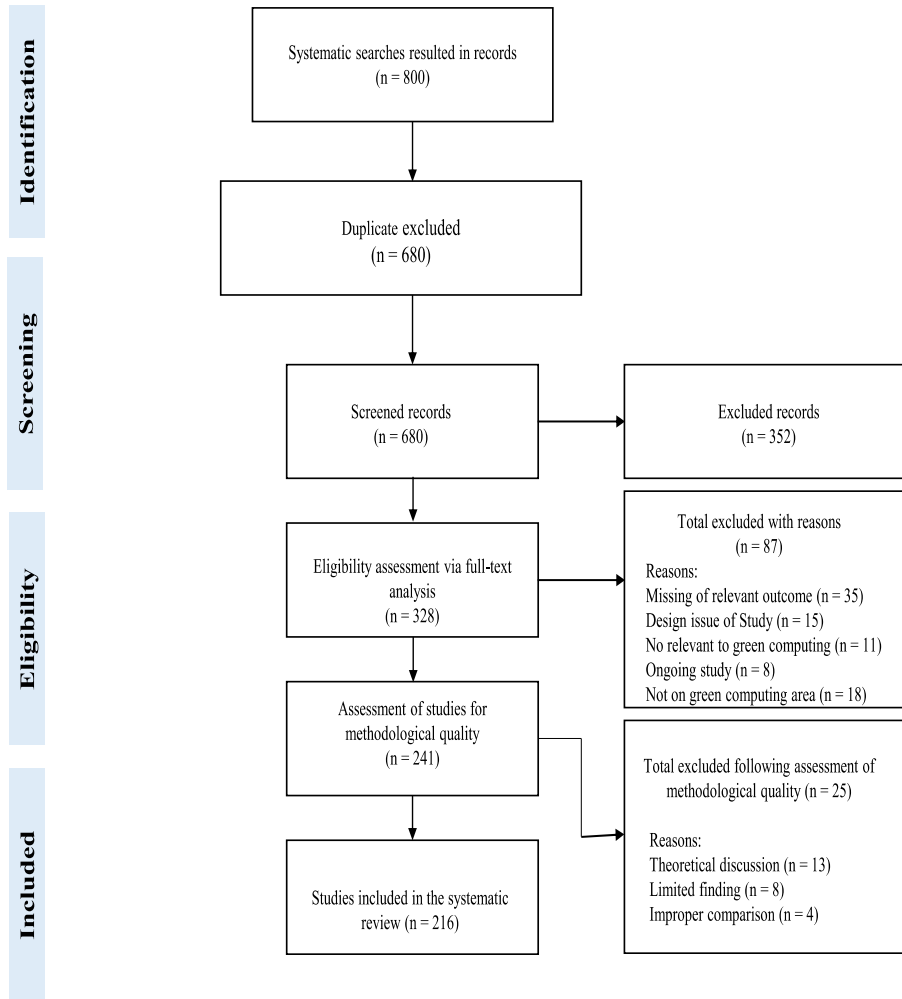 Identification
Systematic searches resulted in records
(n = 800)
Duplicate excluded
(n = 680)
Screening
Screened records
(n = 680)
Excluded records
(n = 352)
Eligibility
Eligibility assessment via full-text
analysis
(n = 328)
Total excluded with reasons
(n = 87)
Reasons:
Missing of relevant outcome (n = 35)
Design issue of Study (n = 15)
No relevant to green computing (n = 11)
Ongoing study (n = 8)
Not on green computing area (n = 18)
Assessment of studies for
methodological quality
(n = 241)
Total excluded following assessment of
methodological quality (n = 25)
Reasons:
Theoretical discussion (n = 13)
Limited finding (n = 8)
Improper comparison (n = 4)
Included
Studies included in the systematic
review (n = 216)